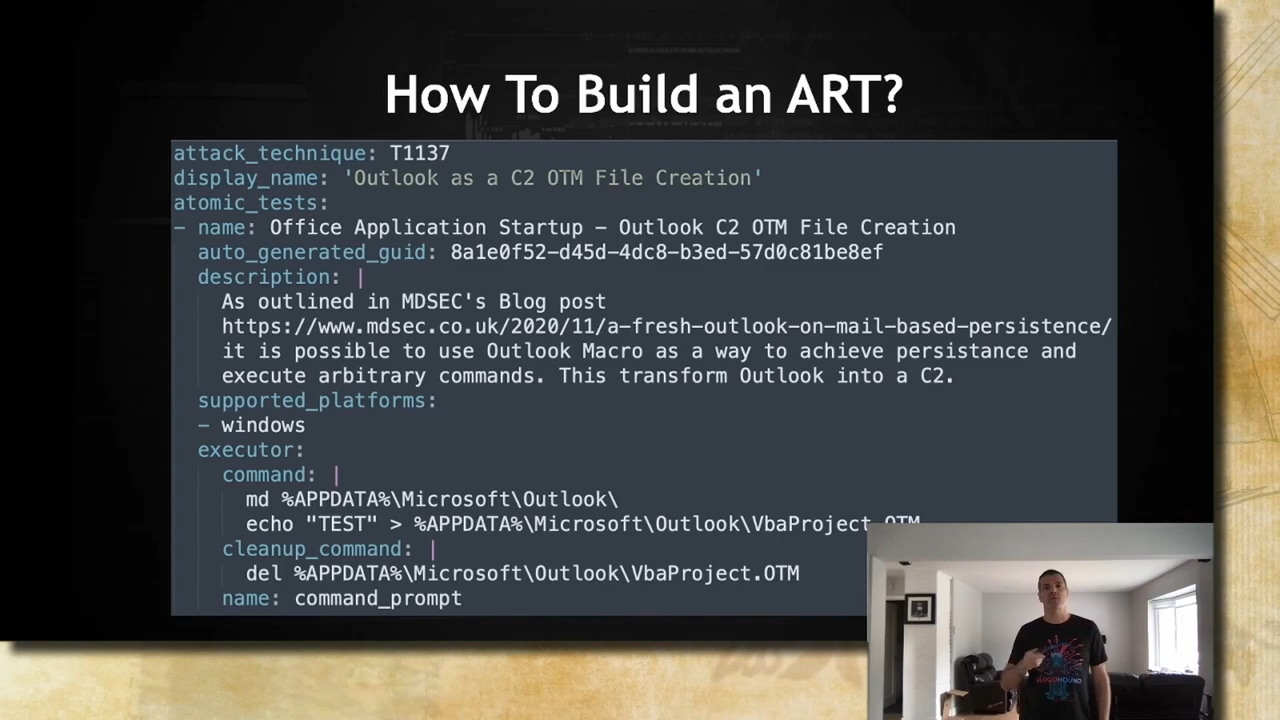 How To Build an ART?
attack_technique: T1137
display_name: 'Outlook as a C2 OTM File Creation'
atomic_tests:
- name: Office Application Startup - Outlook C2 OTM File Creation
auto_generated_guid: 8a1e0f52-d45d-4dc8-b3ed-57d0c81be8ef
description: |
As outlined in MDSEC's Blog post
https://www.mdsec.co.uk/2020/11/a-fresh-outlook-on-mail-based-persistence/
it is possible to use Outlook Macro as a way to achieve persistance and
execute arbitrary commands. This transform Outlook into a C2.
supported_platforms:
- windows
executor:
command: |
md %APPDATA%\Microsoft\Outlook\
echo "TEST" > %APPDATA%\Microsoft\Outlook\VbaProject.OTM
cleanup_command: |
del %APPDATA%\Microsoft\Outlook\VbaProject.OTM
name: command_prompt
BLOODHOUND